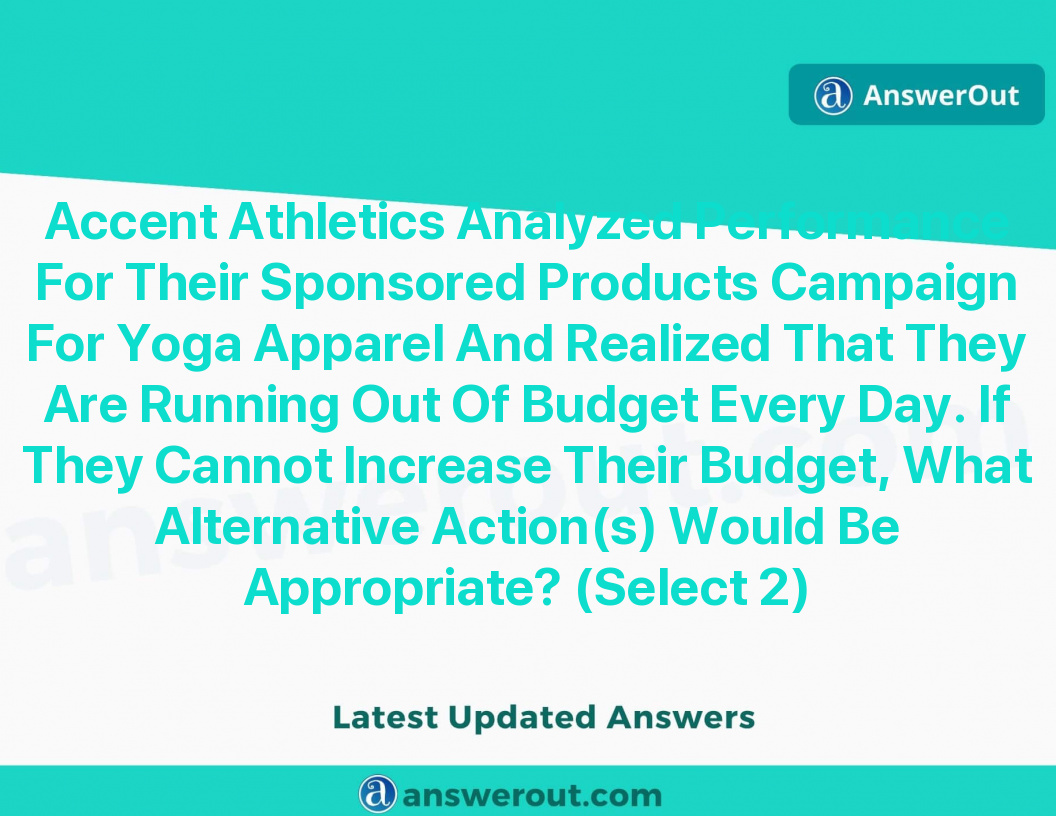 AnswerOut
Accent Athletics Analyzed Performance
For Their Sponsored Products Campaign
For Yoga Apparel And Realized That They
Are Running Out Of Budget Every Day. If
They Cannot Increase Their Budget, What
Alternative Action(s) Would Be
Appropriate? (Select 2)
answerout.com
Latest Updated Answers
answerout.com